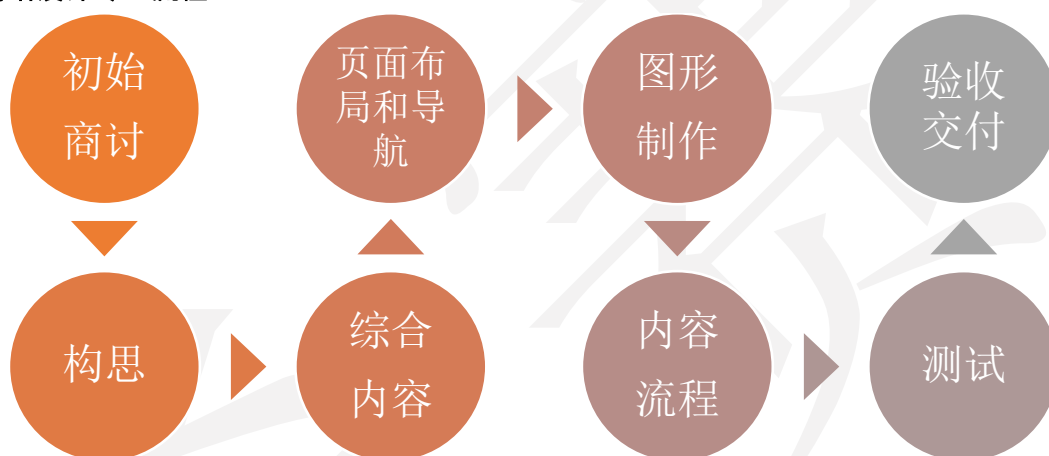 初始
商讨
构思
综合
内容
页面布
局和导
航
图形
制作
内容
流程
测试
验收
交付